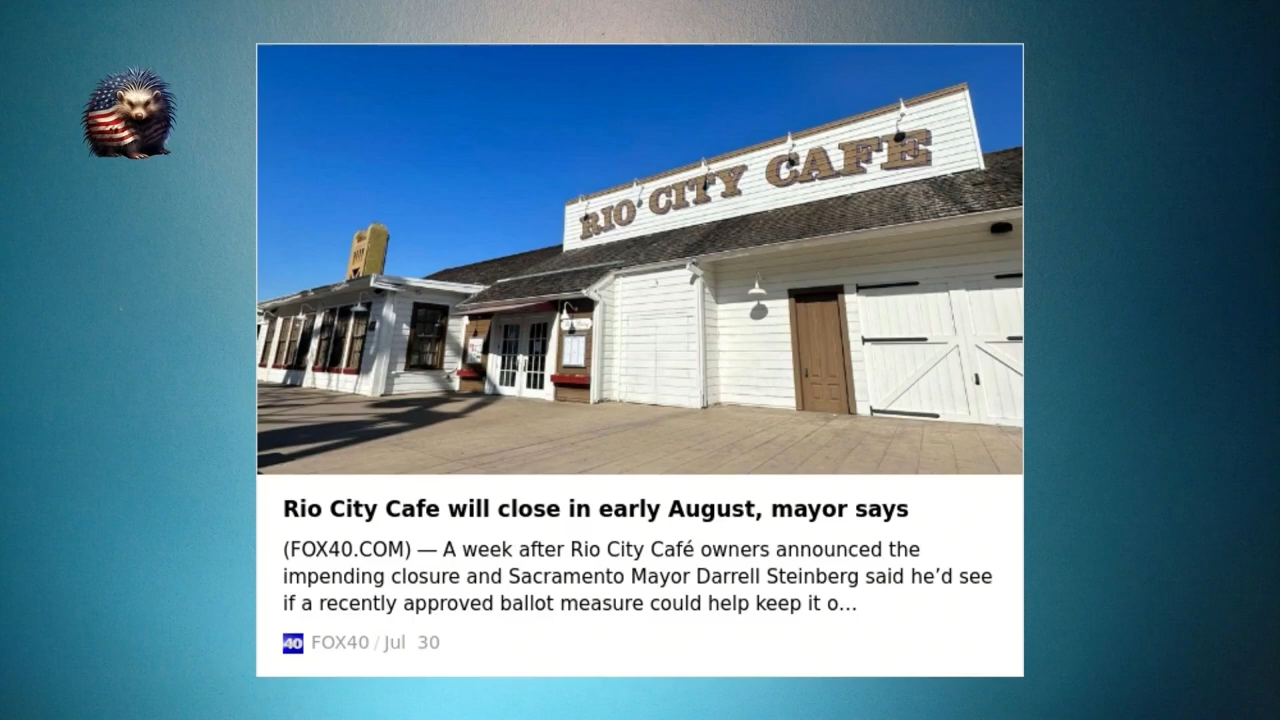 RIO CITY CAFE
Rio City Cafe will close in early August, mayor says
(FOX40.COM) — A week after Rio City Café owners announced the
impending closure and Sacramento Mayor Darrell Steinberg said he’d see
if a recently approved ballot measure could help keep it o...
40 FOX40 / Jul 30